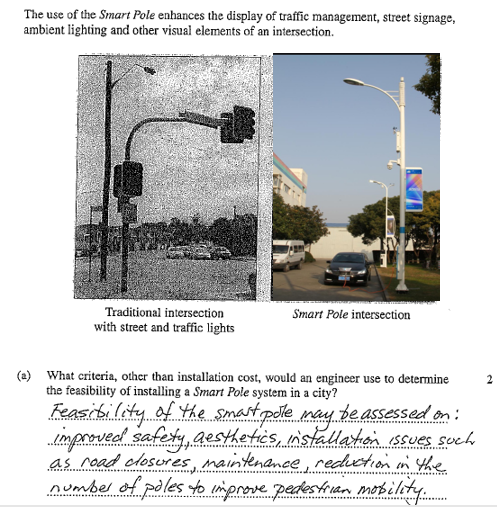 The use of the Smart Pole enhances the display of traffic management, street signage,
ambient lighting and other visual elements of an intersection.
Traditional intersection
with street and traffic lights
Smart Pole intersection
(a) What criteria, other than installation cost, would an engineer use to determine 2
the feasibility of installing a Smart Pole system in a city?
Feasibility of the smart pole may be assessed on:
improved safety, aesthetics, installation issues such
as road closures, maintenance, reduction in the
number of poles to improve pedestrian mobility.